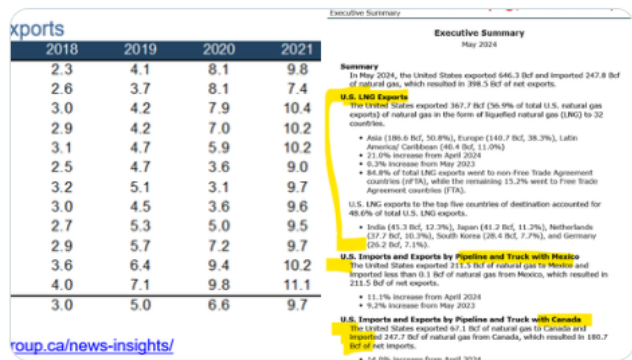 xports
2018 2019 2020 2021
2.3 4.1 8.1 9.8
2.6 3.7 8.1 7.4
3.0 4.2 7.9 10.4
2.9 4.2 7.0 10.2
3.1 4.7 5.9 10.2
2.5 4.7 3.6 9.0
3.2 5.1 3.1 9.7
3.0 4.5 3.6 9.6
2.7 5.3 5.0 9.5
2.9 5.7 7.2 9.7
3.6 6.4 9.4 10.2
4.0 7.1 9.8 11.1
3.0 5.0 6.6 9.7
roup.ca/news-insights/
Executive Summary
Executive Summary
May 2024
Summary
In May 2024, the United States exported 646.3 Bcf and imported 247.8 Bcf
of natural gas, which resulted in 398.5 Bcf of net exports.
U.S. LNG Exports
The United States exported 367.7 Bcf (56.9% of total U.S. natural gas
exports) of natural gas in the form of liquefied natural gas (LNG) to 32
countries.
• Asia (186.6 Bcf, 50.8%), Europe (140.7 Bcf, 38.3%), Latin
America/ Caribbean (40.4 Bcf, 11.0%)
• 21.0% increase from April 2024
• 0.3% increase from May 2023
• 84.8% of total LNG exports went to non-Free Trade Agreement
countries (nFTA), while the remaining 15.2% went to Free Trade
Agreement countries (FTA).
U.S. LNG exports to the top five countries of destination accounted for
48.6% of total U.S. LNG exports.
• India (45.3 Bcf, 12.3%), Japan (41.2 Bcf, 11.2%), Netherlands
(37.7 Bcf, 10.3%), South Korea (28.4 Bcf, 7.7%), and Germany
(26.2 Bcf, 7.1%).
U.S. Imports and Exports by Pipeline and Truck with Mexico
The United States exported 211.5 Bcf of natural gas to Mexico and
imported less than 0.1 Bcf of natural gas from Mexico, which resulted in
211.5 Bcf of net exports.
• 11.1% increase from April 2024
• 9.2% increase from May 2023
U.S. Imports and Exports by Pipeline and Truck with Canada
The United States exported 67.1 Bcf of natural gas to Canada and
imported 247.7 Bcf of natural gas from Canada, which resulted in 180.7
Bcf of net imports.